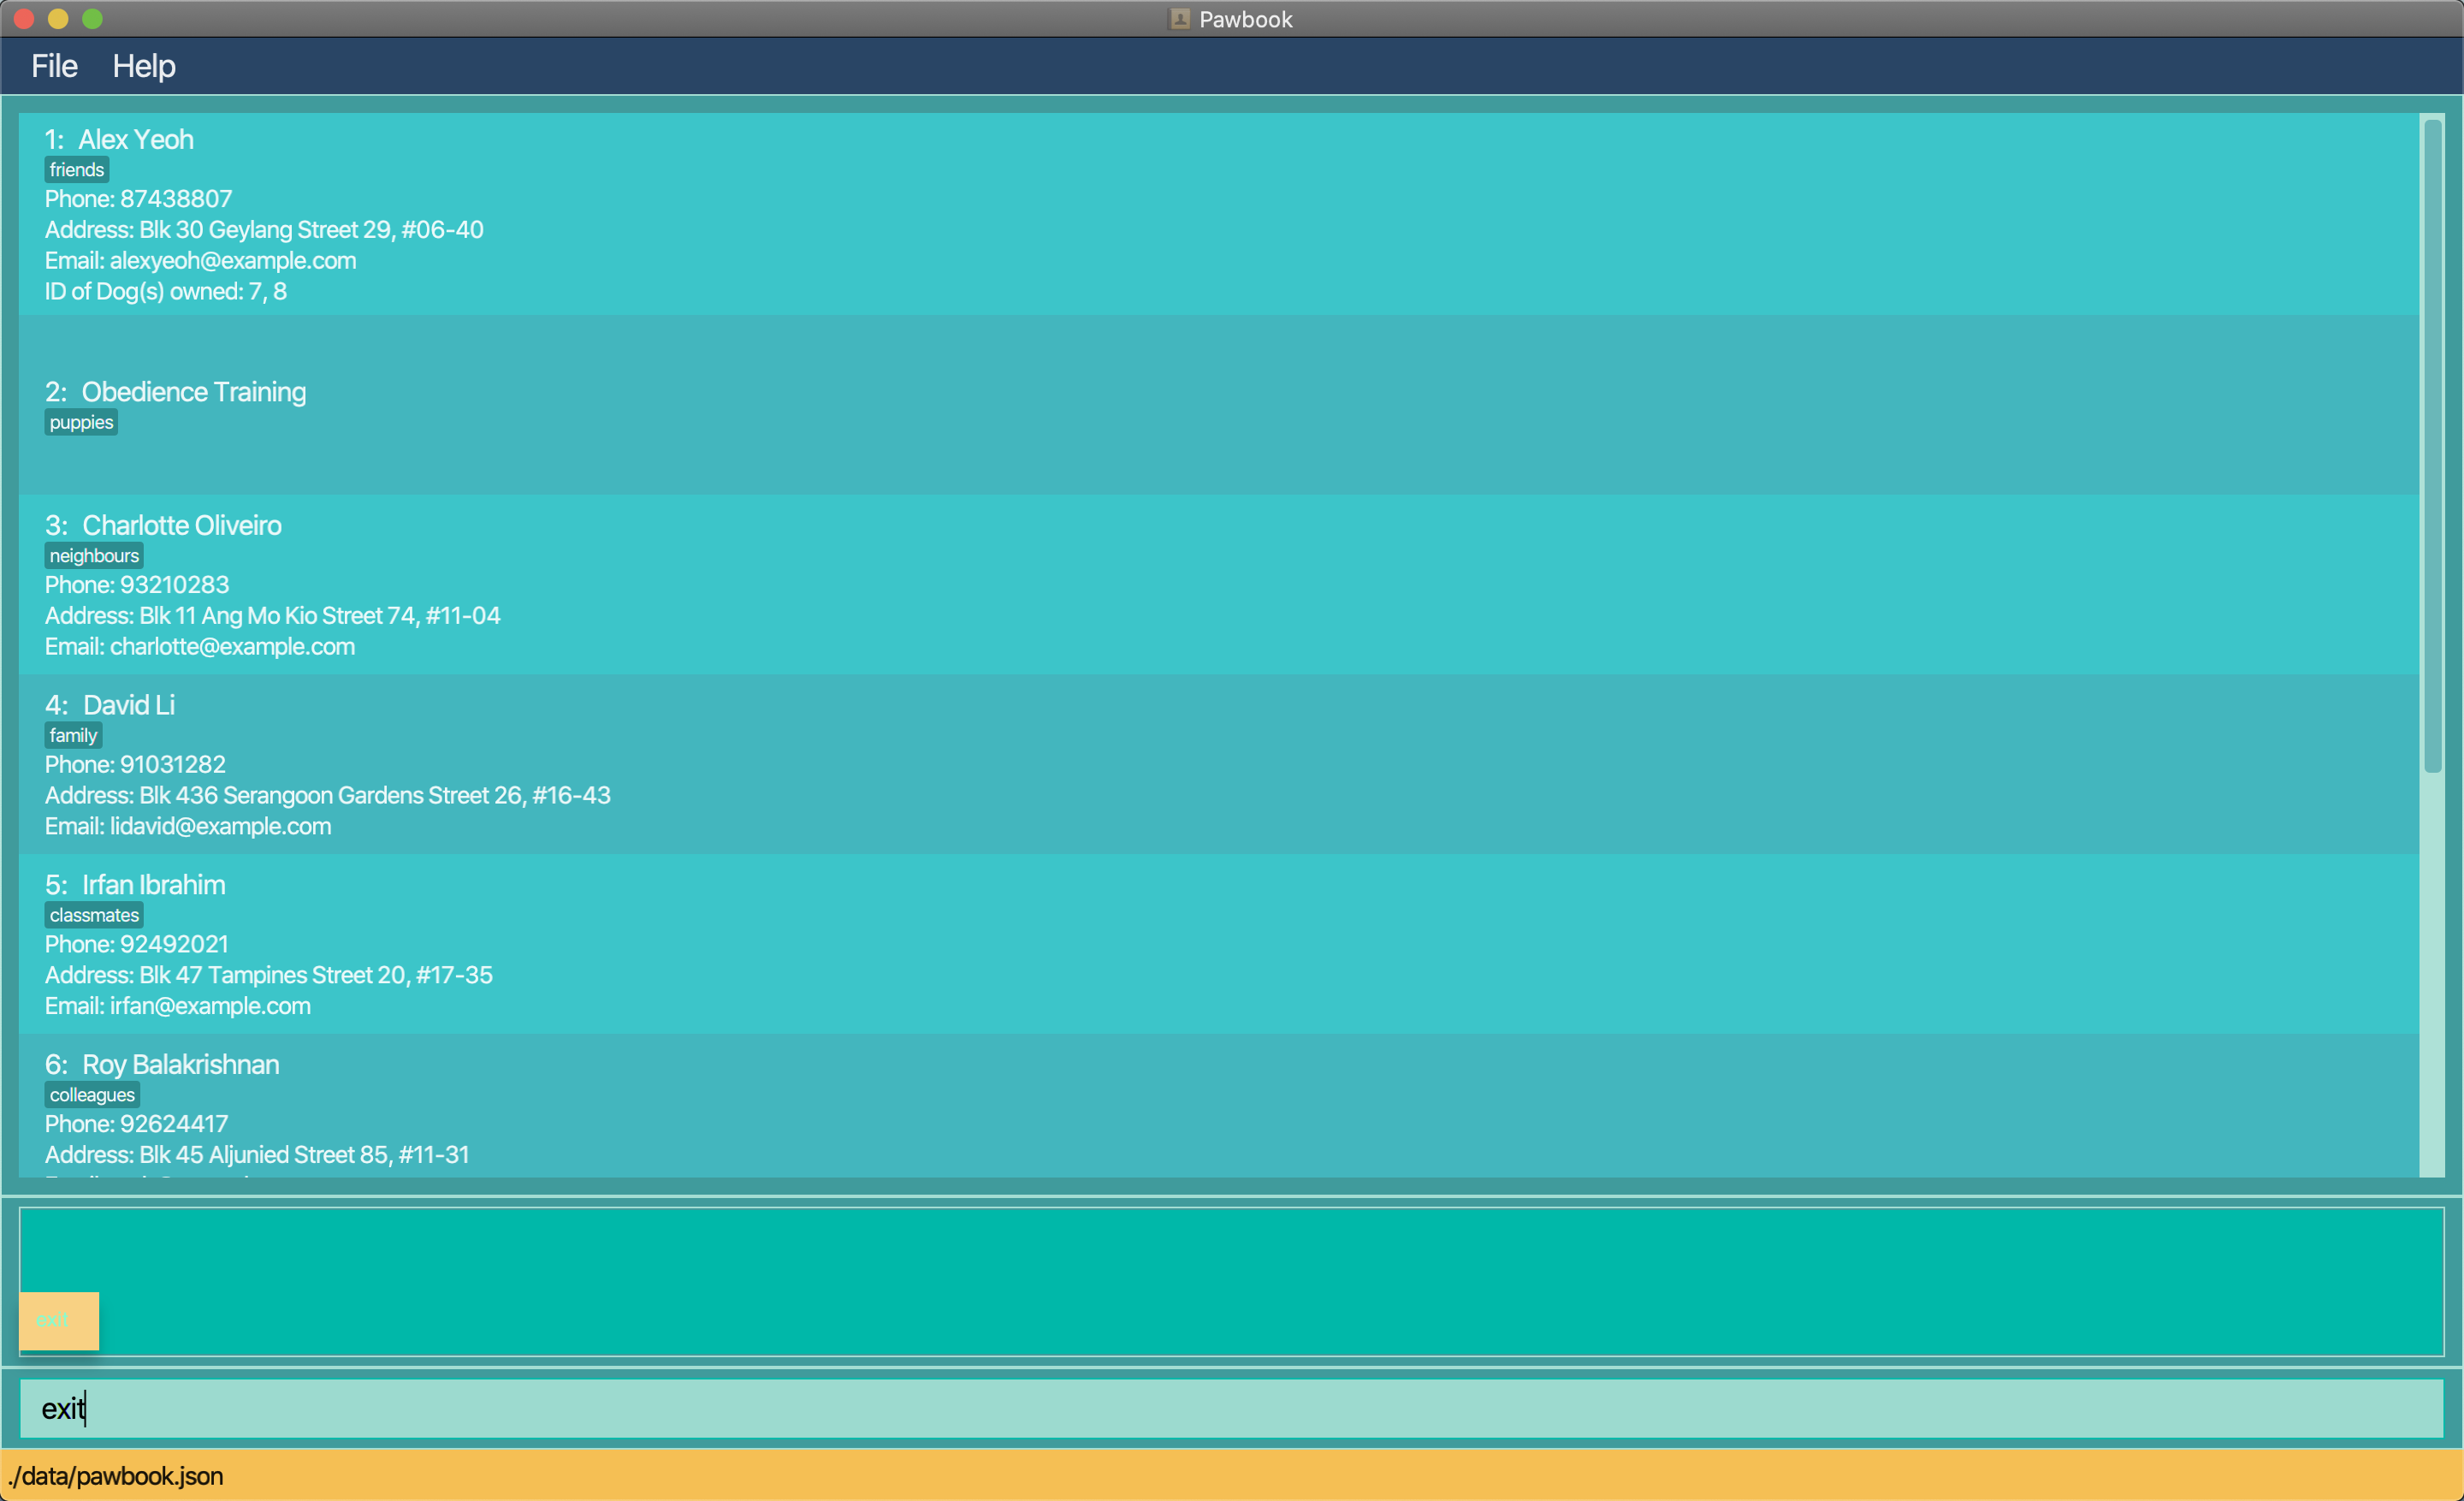 Pawbook
File Help
1: Alex Yeoh
friends
Phone: 87438807
Address: Blk 30 Geylang Street 29, #06-40
Email: alexyeoh@example.com
ID of Dog(s) owned: 7, 8
2: Obedience Training
puppies
3: Charlotte Oliveiro
neighbours
Phone: 93210283
Address: Blk 11 Ang Mo Kio Street 74, #11-04
Email: charlotte@example.com
4: David Li
family
Phone: 91031282
Address: Blk 436 Serangoon Gardens Street 26, #16-43
Email: lidavid@example.com
5: Irfan Ibrahim
classmates
Phone: 92492021
Address: Blk 47 Tampines Street 20, #17-35
Email: irfan@example.com
6: Roy Balakrishnan
colleagues
Phone: 92624417
Address: Blk 45 Aljunied Street 85, #11-31
exit
exit
./data/pawbook.json